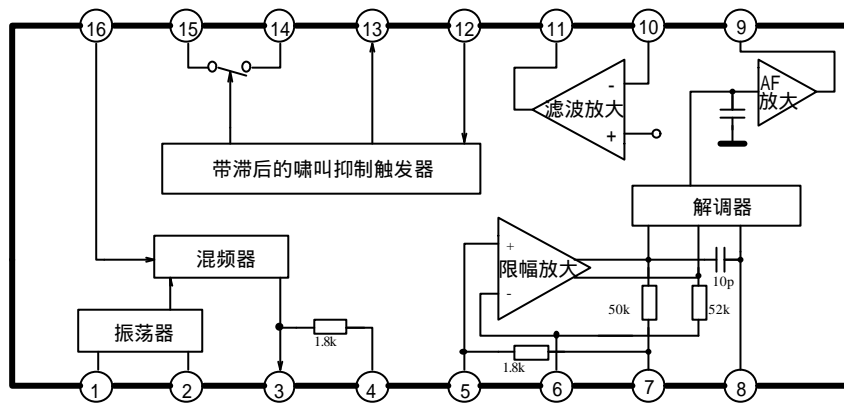 16 15 14 13 12 11 10 9
AF
放大
-
滤波放大
+
带滞后的啸叫抑制触发器
解调器
混频器
+
限幅放大
-
10p
50k
52k
振荡器
1.8k
1.8k
1 2 3 4 5 6 7 8